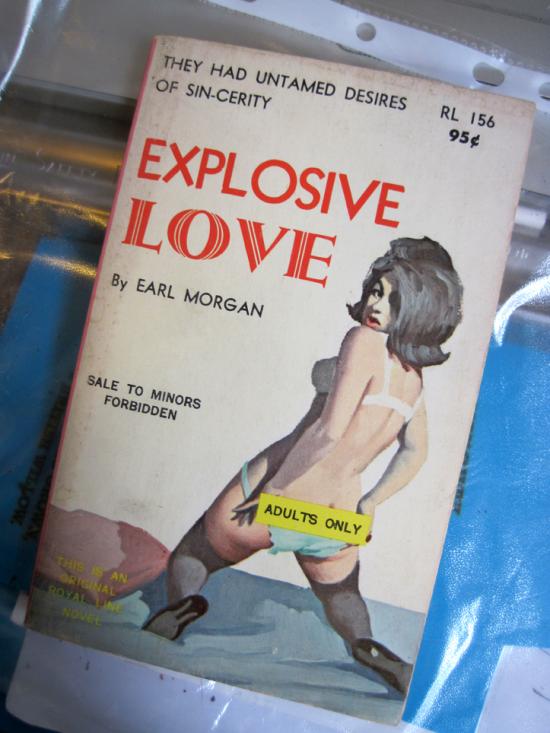 THEY HAD UNTAMED DESIRES
OF SIN-CERITY
RL 156
95¢
EXPLOSIVE
LOVE
By EARL MORGAN
SALE TO MINORS
FORBIDDEN
ADULTS ONLY
THIS IS AN
ORIGINAL
ROYAL LINE
NOVEL